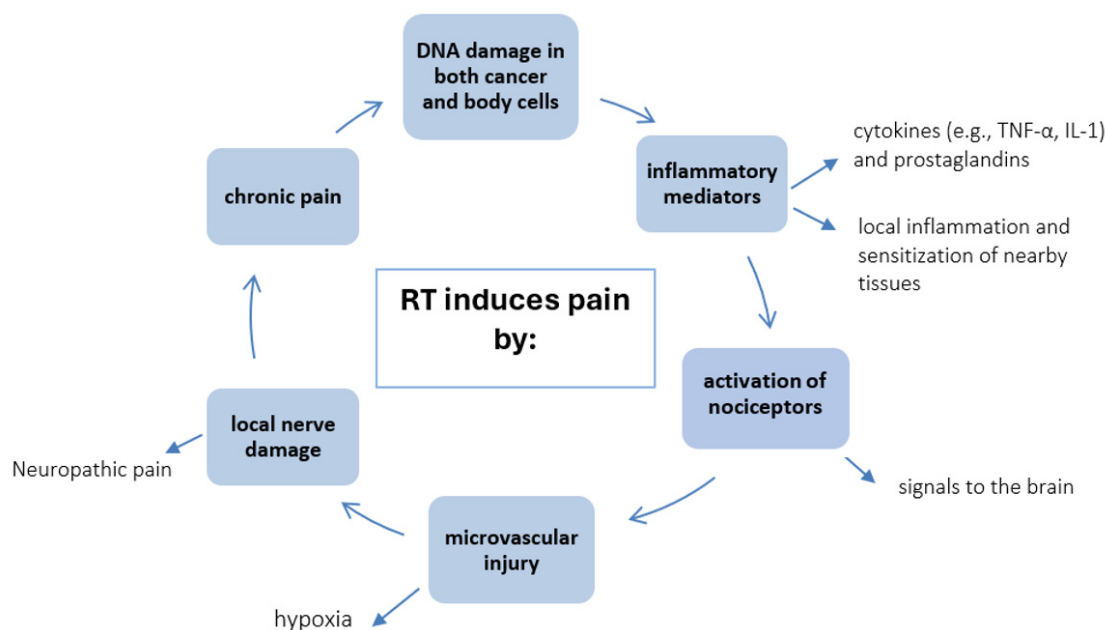 DNA damage in
both cancer
and body cells
inflammatory
mediators
cytokines (e.g., TNF-α, IL-1)
and prostaglandins
local inflammation and
sensitization of nearby
tissues
activation of
nociceptors
signals to the brain
microvascular
injury
hypoxia
local nerve
damage
Neuropathic pain
chronic pain
RT induces pain
by: